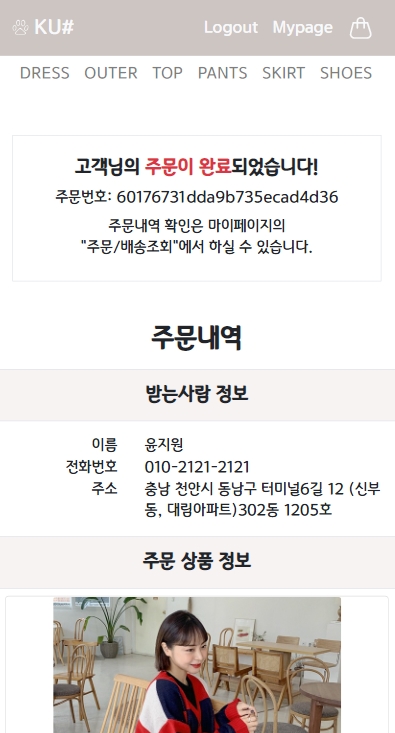 KU# Logout Mypage
DRESS OUTER TOP PANTS SKIRT SHOES
고객님의 주문이 완료되었습니다!
주문번호: 60176731dda9b735ecad4d36
주문내역 확인은 마이페이지의
"주문/배송조회"에서 하실 수 있습니다.
주문내역
받는사람 정보
이름 윤지원
전화번호 010-2121-2121
주소 충남 천안시 동남구 터미널6길 12 (신부
동, 대림아파트)302동 1205호
주문 상품 정보